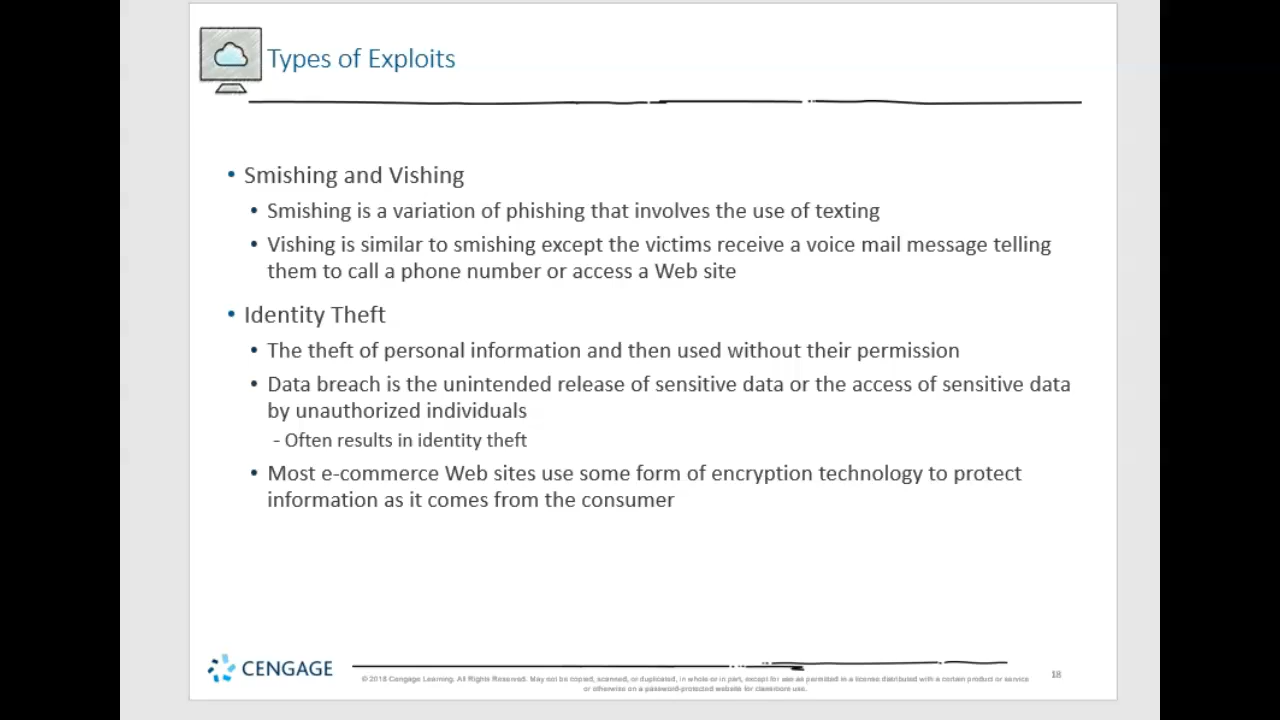 Types of Exploits
• Smishing and Vishing
• Smishing is a variation of phishing that involves the use of texting
• Vishing is similar to smishing except the victims receive a voice mail message telling
them to call a phone number or access a Web site
• Identity Theft
• The theft of personal information and then used without their permission
• Data breach is the unintended release of sensitive data or the access of sensitive data
by unauthorized individuals
- Often results in identity theft
• Most e-commerce Web sites use some form of encryption technology to protect
information as it comes from the consumer
CENGAGE
© 2018 Cengage Learning. All Rights Reserved. May not be copied, scanned, or duplicated, in whole or in part, except for use as permitted in a license distributed with a certain product or service
or otherwise on a password-protected website for classroom use.
18